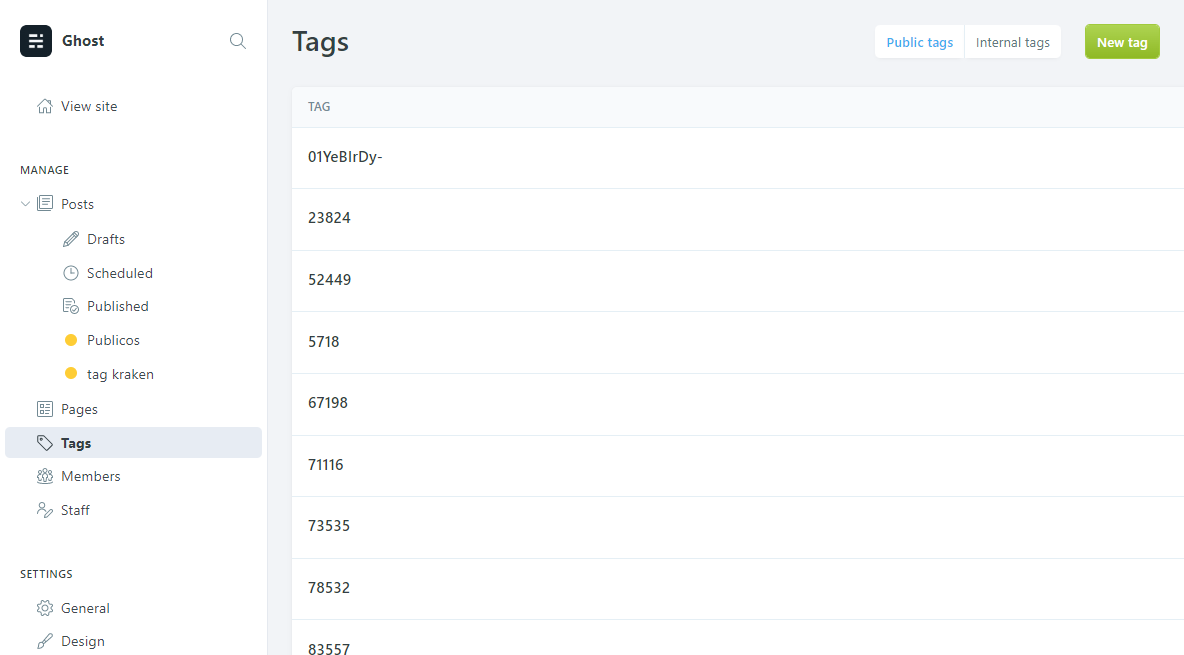 Ghost
View site
MANAGE
Posts
Drafts
Scheduled
Published
Publicos
tag kraken
Pages
Tags
Members
Staff
SETTINGS
General
Design
Tags
Public tags
Internal tags
New tag
TAG
01YeBIrDy-
23824
52449
5718
67198
71116
73535
78532
83557